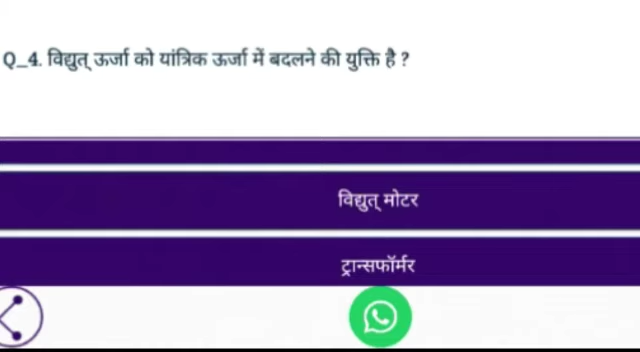 Q_4. विद्युत् ऊर्जा को यांत्रिक ऊर्जा में बदलने की युक्ति है ?
विद्युत् मोटर
ट्रान्सफॉर्मर